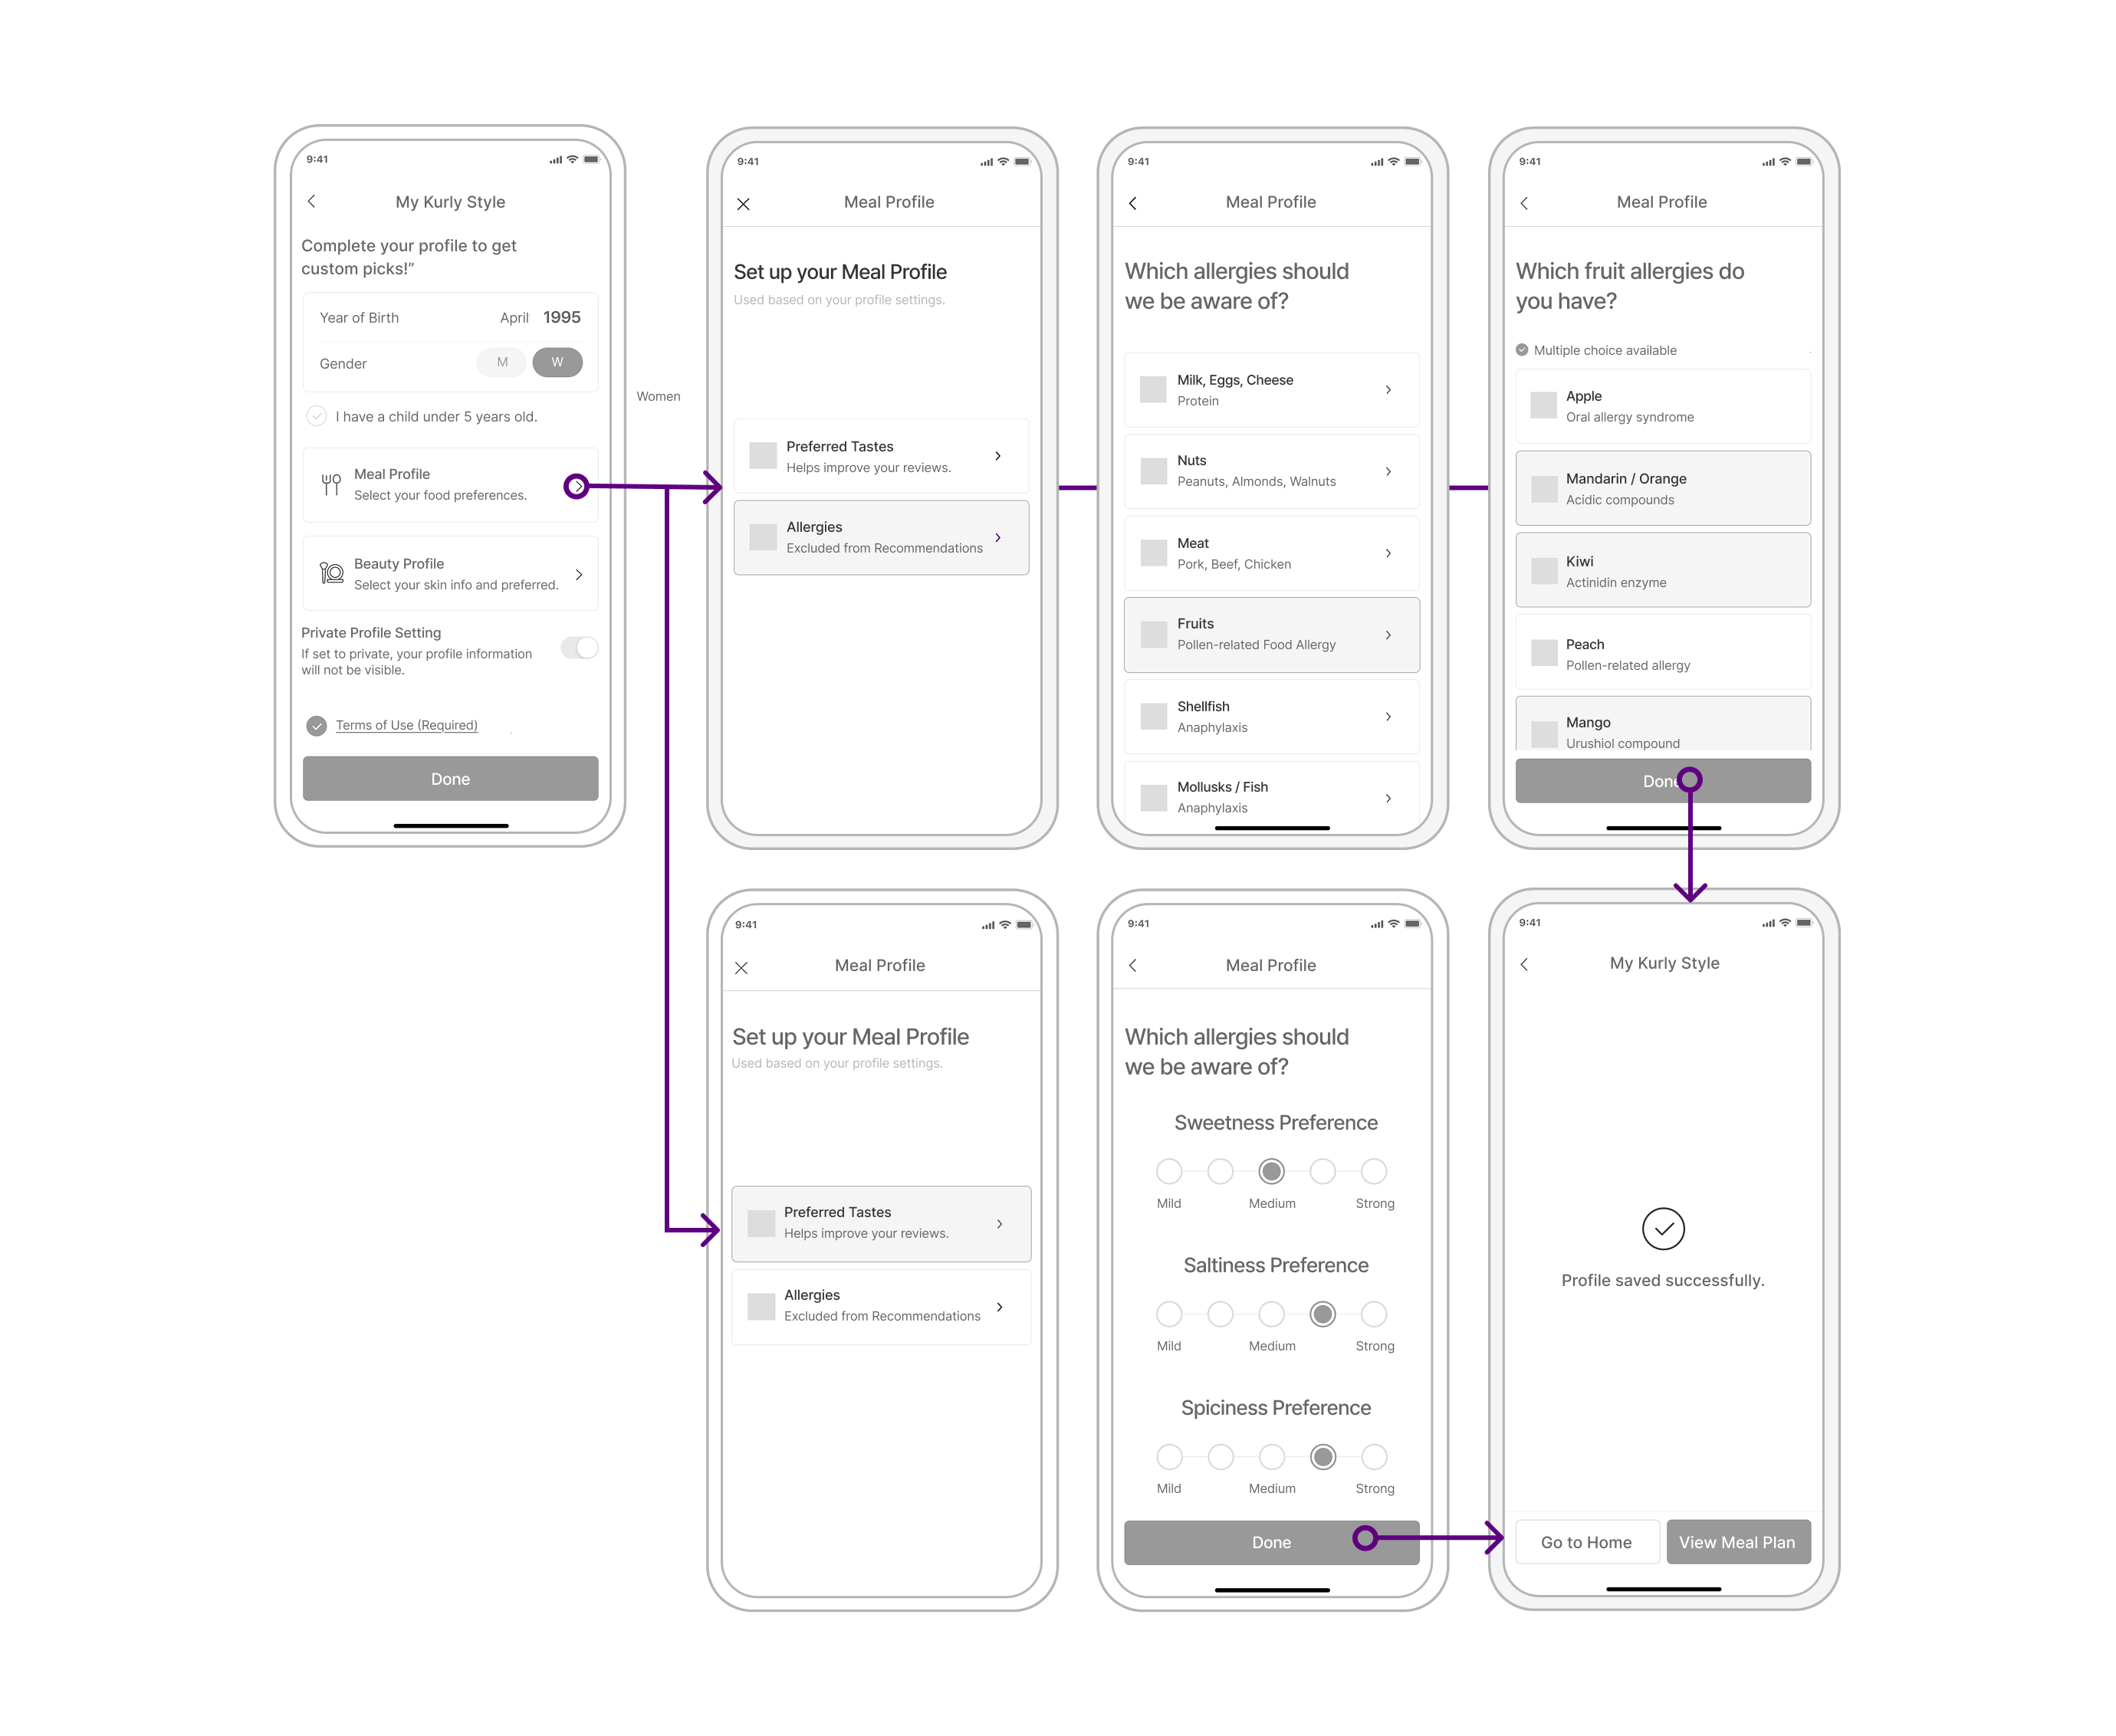 9:41
My Kurly Style
Complete your profile to get
custom picks!”
Year of Birth April 1995
Gender M W
I have a child under 5 years old.
Meal Profile
Select your food preferences.
Beauty Profile
Select your skin info and preferred.
Private Profile Setting
If set to private, your profile information
will not be visible.
Terms of Use (Required)
Done
Women
9:41
Meal Profile
Set up your Meal Profile
Used based on your profile settings.
Preferred Tastes
Helps improve your reviews.
Allergies
Excluded from Recommendations
9:41
Meal Profile
Which allergies should
we be aware of?
Milk, Eggs, Cheese
Protein
Nuts
Peanuts, Almonds, Walnuts
Meat
Pork, Beef, Chicken
Fruits
Pollen-related Food Allergy
Shellfish
Anaphylaxis
Mollusks / Fish
Anaphylaxis
9:41
Meal Profile
Which fruit allergies do
you have?
Multiple choice available
Apple
Oral allergy syndrome
Mandarin / Orange
Acidic compounds
Kiwi
Actinidin enzyme
Peach
Pollen-related allergy
Mango
Urushiol compound
Done
9:41
Meal Profile
Set up your Meal Profile
Used based on your profile settings.
Preferred Tastes
Helps improve your reviews.
Allergies
Excluded from Recommendations
9:41
Meal Profile
Which allergies should
we be aware of?
Sweetness Preference
Mild Medium Strong
Saltiness Preference
Mild Medium Strong
Spiciness Preference
Mild Medium Strong
Done
9:41
My Kurly Style
Profile saved successfully.
Go to Home View Meal Plan